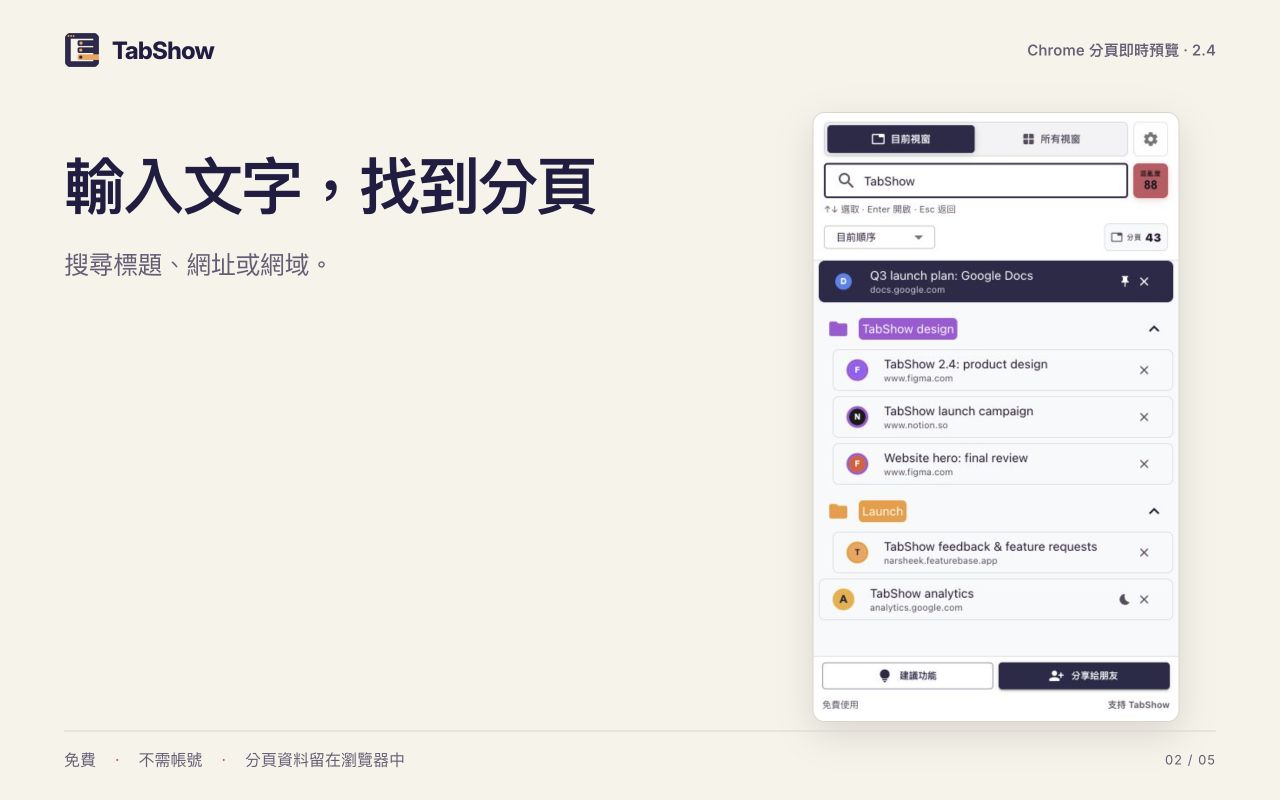 TabShow
Chrome 分頁即時預覽 · 2.4
輸入文字，找到分頁
搜尋標題、網址或網域。
目前視窗
所有視窗
TabShow
混亂度
88
↑↓ 選取 · Enter 開啟 · Esc 返回
目前順序
分頁 43
D
Q3 launch plan: Google Docs
docs.google.com
TabShow design
F
TabShow 2.4: product design
www.figma.com
N
TabShow launch campaign
www.notion.so
F
Website hero: final review
www.figma.com
Launch
T
TabShow feedback & feature requests
narsheek.featurebase.app
A
TabShow analytics
analytics.google.com
建議功能
分享給朋友
免費使用
支持 TabShow
免費 · 不需帳號 · 分頁資料留在瀏覽器中
02 / 05